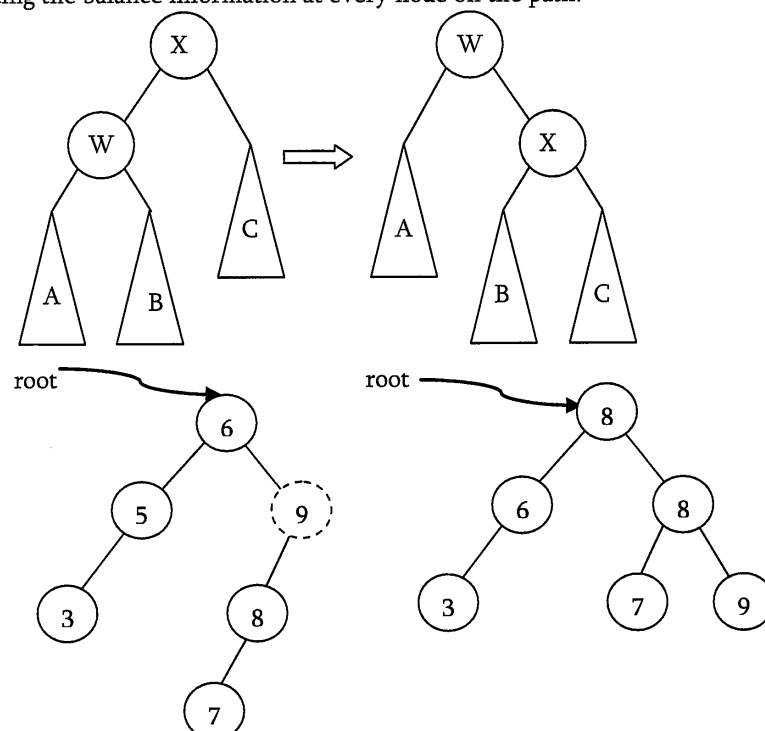 ing the balance information at every node on the path.
X W
W X
C A
A B B C
root root
6 8
5 9 6 8
3 8 3 7 9
7